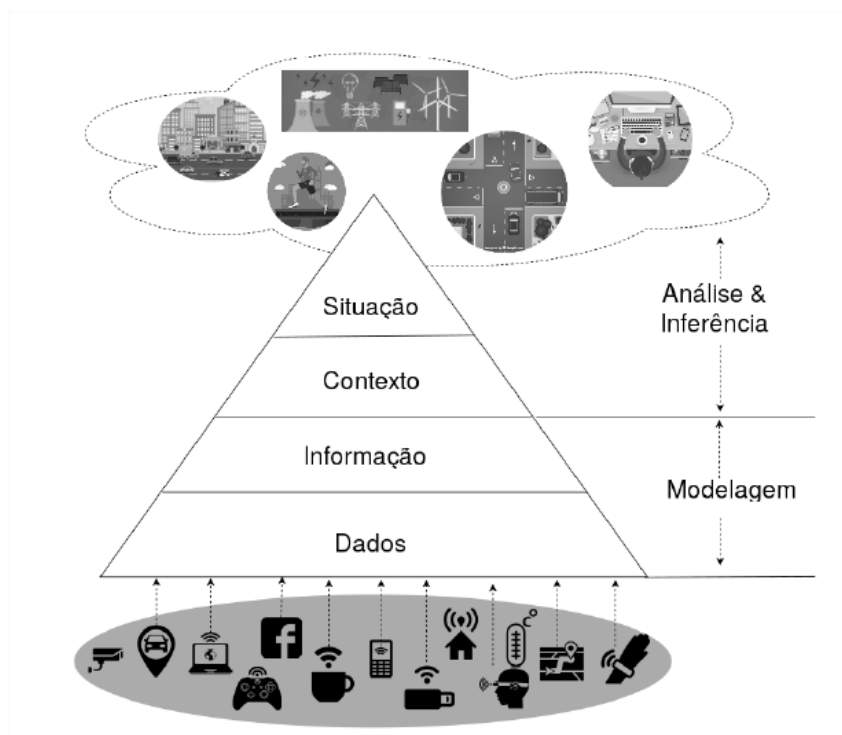 Situação
Análise &
Inferência
Contexto
Informação
Modelagem
Dados
f
C°